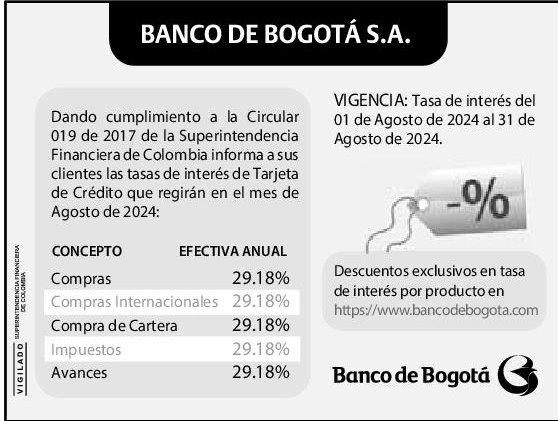 BANCO DE BOGOTÁ S.A.
Dando cumplimiento a la Circular
019 de 2017 de la Superintendencia
Financiera de Colombia informa a sus
clientes las tasas de interés de Tarjeta
de Crédito que regirán en el mes de
Agosto de 2024:
CONCEPTO EFECTIVA ANUAL
Compras 29.18%
Compras Internacionales 29.18%
Compra de Cartera 29.18%
Impuestos 29.18%
Avances 29.18%
VIGENCIA: Tasa de interés del
01 de Agosto de 2024 al 31 de
Agosto de 2024.
-%
Descuentos exclusivos en tasa
de interés por producto en
https://www.bancodebogota.com
Banco de Bogotá
VIGILADO
SUPERINTENDENCIA FINANCIERA
DE COLOMBIA